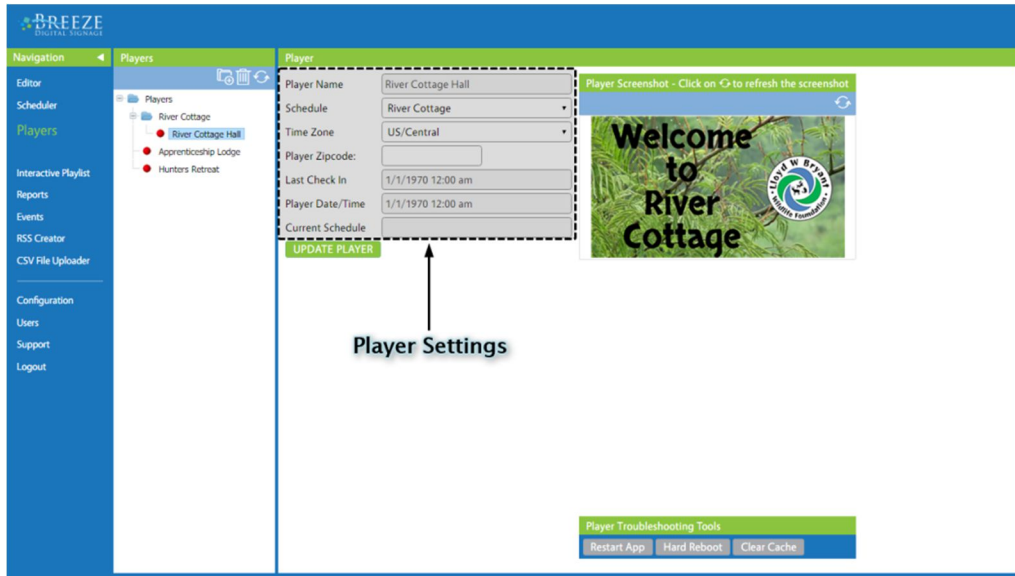 BREEZE
DIGITAL SIGNAGE
Navigation
Editor
Scheduler
Players
Interactive Playlist
Reports
Events
RSS Creator
CSV File Uploader
Configuration
Users
Support
Logout
Players
Players
River Cottage
River Cottage Hall
Apprenticeship Lodge
Hunters Retreat
Player
Player Name River Cottage Hall
Schedule River Cottage
Time Zone US/Central
Player Zipcode:
Last Check In 1/1/1970 12:00 am
Player Date/Time 1/1/1970 12:00 am
Current Schedule
UPDATE PLAYER
Player Settings
Player Screenshot - Click on to refresh the screenshot
Welcome
to
River
Cottage
Lloyd W Bryant
Wildlife Foundation
Player Troubleshooting Tools
Restart App Hard Reboot Clear Cache